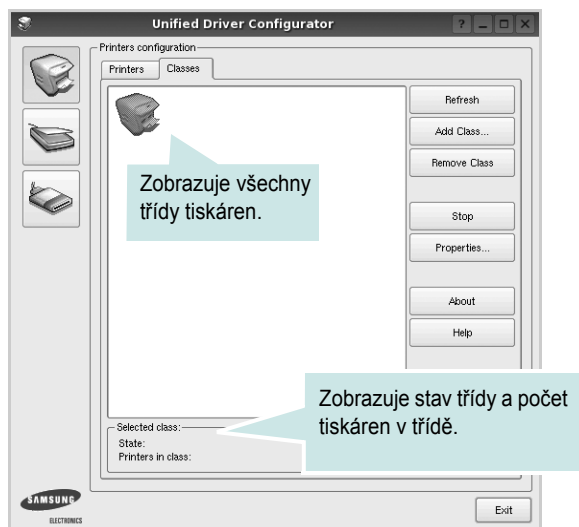 Unified Driver Configurator
Printers configuration
Printers Classes
Refresh
Add Class...
Remove Class
Zobrazuje všechny
třídy tiskáren.
Stop
Properties...
About
Help
Zobrazuje stav třídy a počet
tiskáren v třídě.
Selected class:
State:
Printers in class:
SAMSUNG
ELECTRONICS
Exit